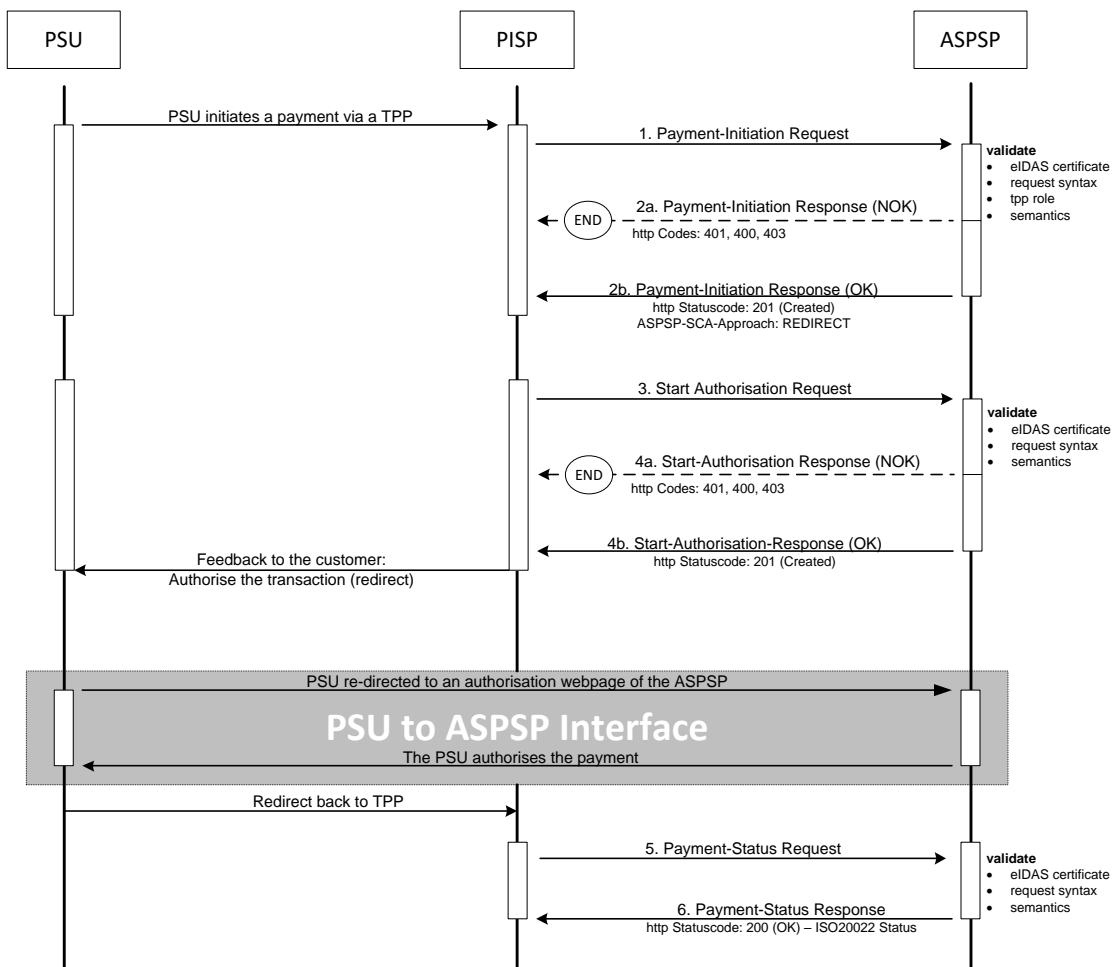 PSU
PISP
ASPSP
PSU initiates a payment via a TPP
1. Payment-Initiation Request
validate
• eIDAS certificate
• request syntax
• tpp role
• semantics
END
2a. Payment-Initiation Response (NOK)
http Codes: 401, 400, 403
2b. Payment-Initiation Response (OK)
http Statuscode: 201 (Created)
ASPSP-SCA-Approach: REDIRECT
3. Start Authorisation Request
validate
• eIDAS certificate
• request syntax
• semantics
END
4a. Start-Authorisation Response (NOK)
http Codes: 401, 400, 403
4b. Start-Authorisation-Response (OK)
http Statuscode: 201 (Created)
Feedback to the customer:
Authorise the transaction (redirect)
PSU re-directed to an authorisation webpage of the ASPSP
PSU to ASPSP Interface
The PSU authorises the payment
Redirect back to TPP
5. Payment-Status Request
validate
• eIDAS certificate
• request syntax
• semantics
6. Payment-Status Response
http Statuscode: 200 (OK) – ISO20022 Status